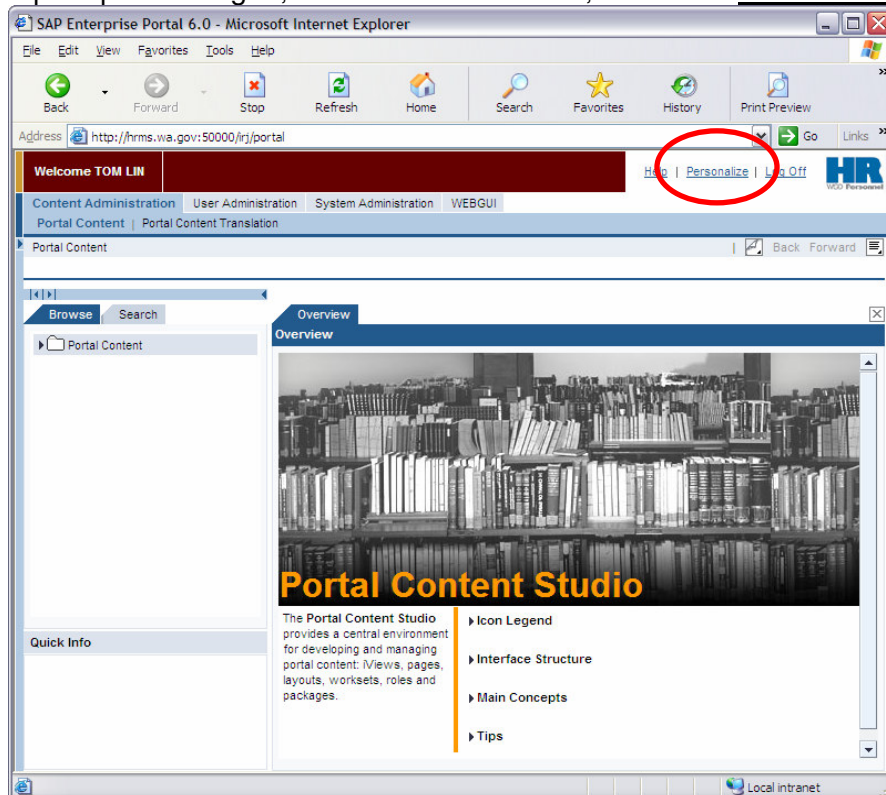 SAP Enterprise Portal 6.0 - Microsoft Internet Explorer
File Edit View Favorites Tools Help
Back Forward Stop Refresh Home Search Favorites History Print Preview »
Address http://hrms.wa.gov:50000/irj/portal Go Links »
Welcome TOM LIN Help | Personalize | Log Off HR
Personnel
Content Administration User Administration System Administration WEBGUI
Portal Content | Portal Content Translation
Portal Content | Back Forward
Browse Search Overview
Overview
Portal Content
Portal Content Studio
The Portal Content Studio
provides a central environment
for developing and managing
portal content: iViews, pages,
layouts, worksets, roles and
packages.
Icon Legend
Interface Structure
Main Concepts
Tips
Quick Info
Local intranet